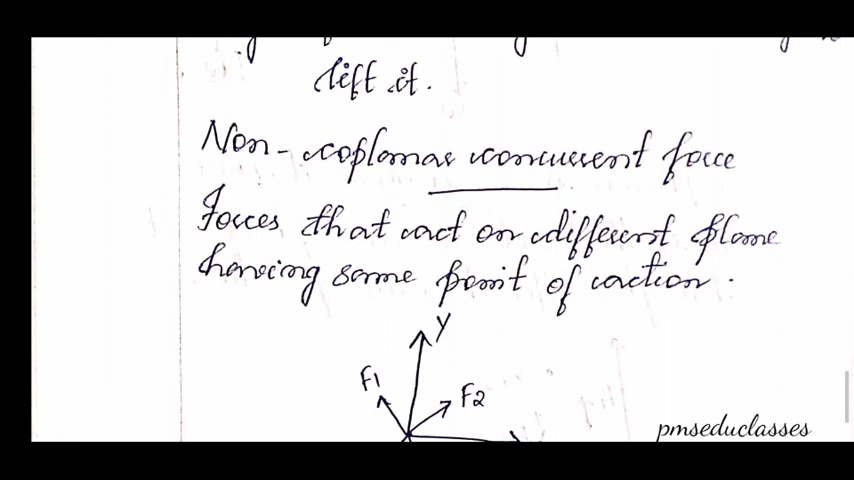 lift it.
Non-coplanar concurrent force
Forces that act on different plane
having same point of action.
Y
F1
F2
pmseduclasses